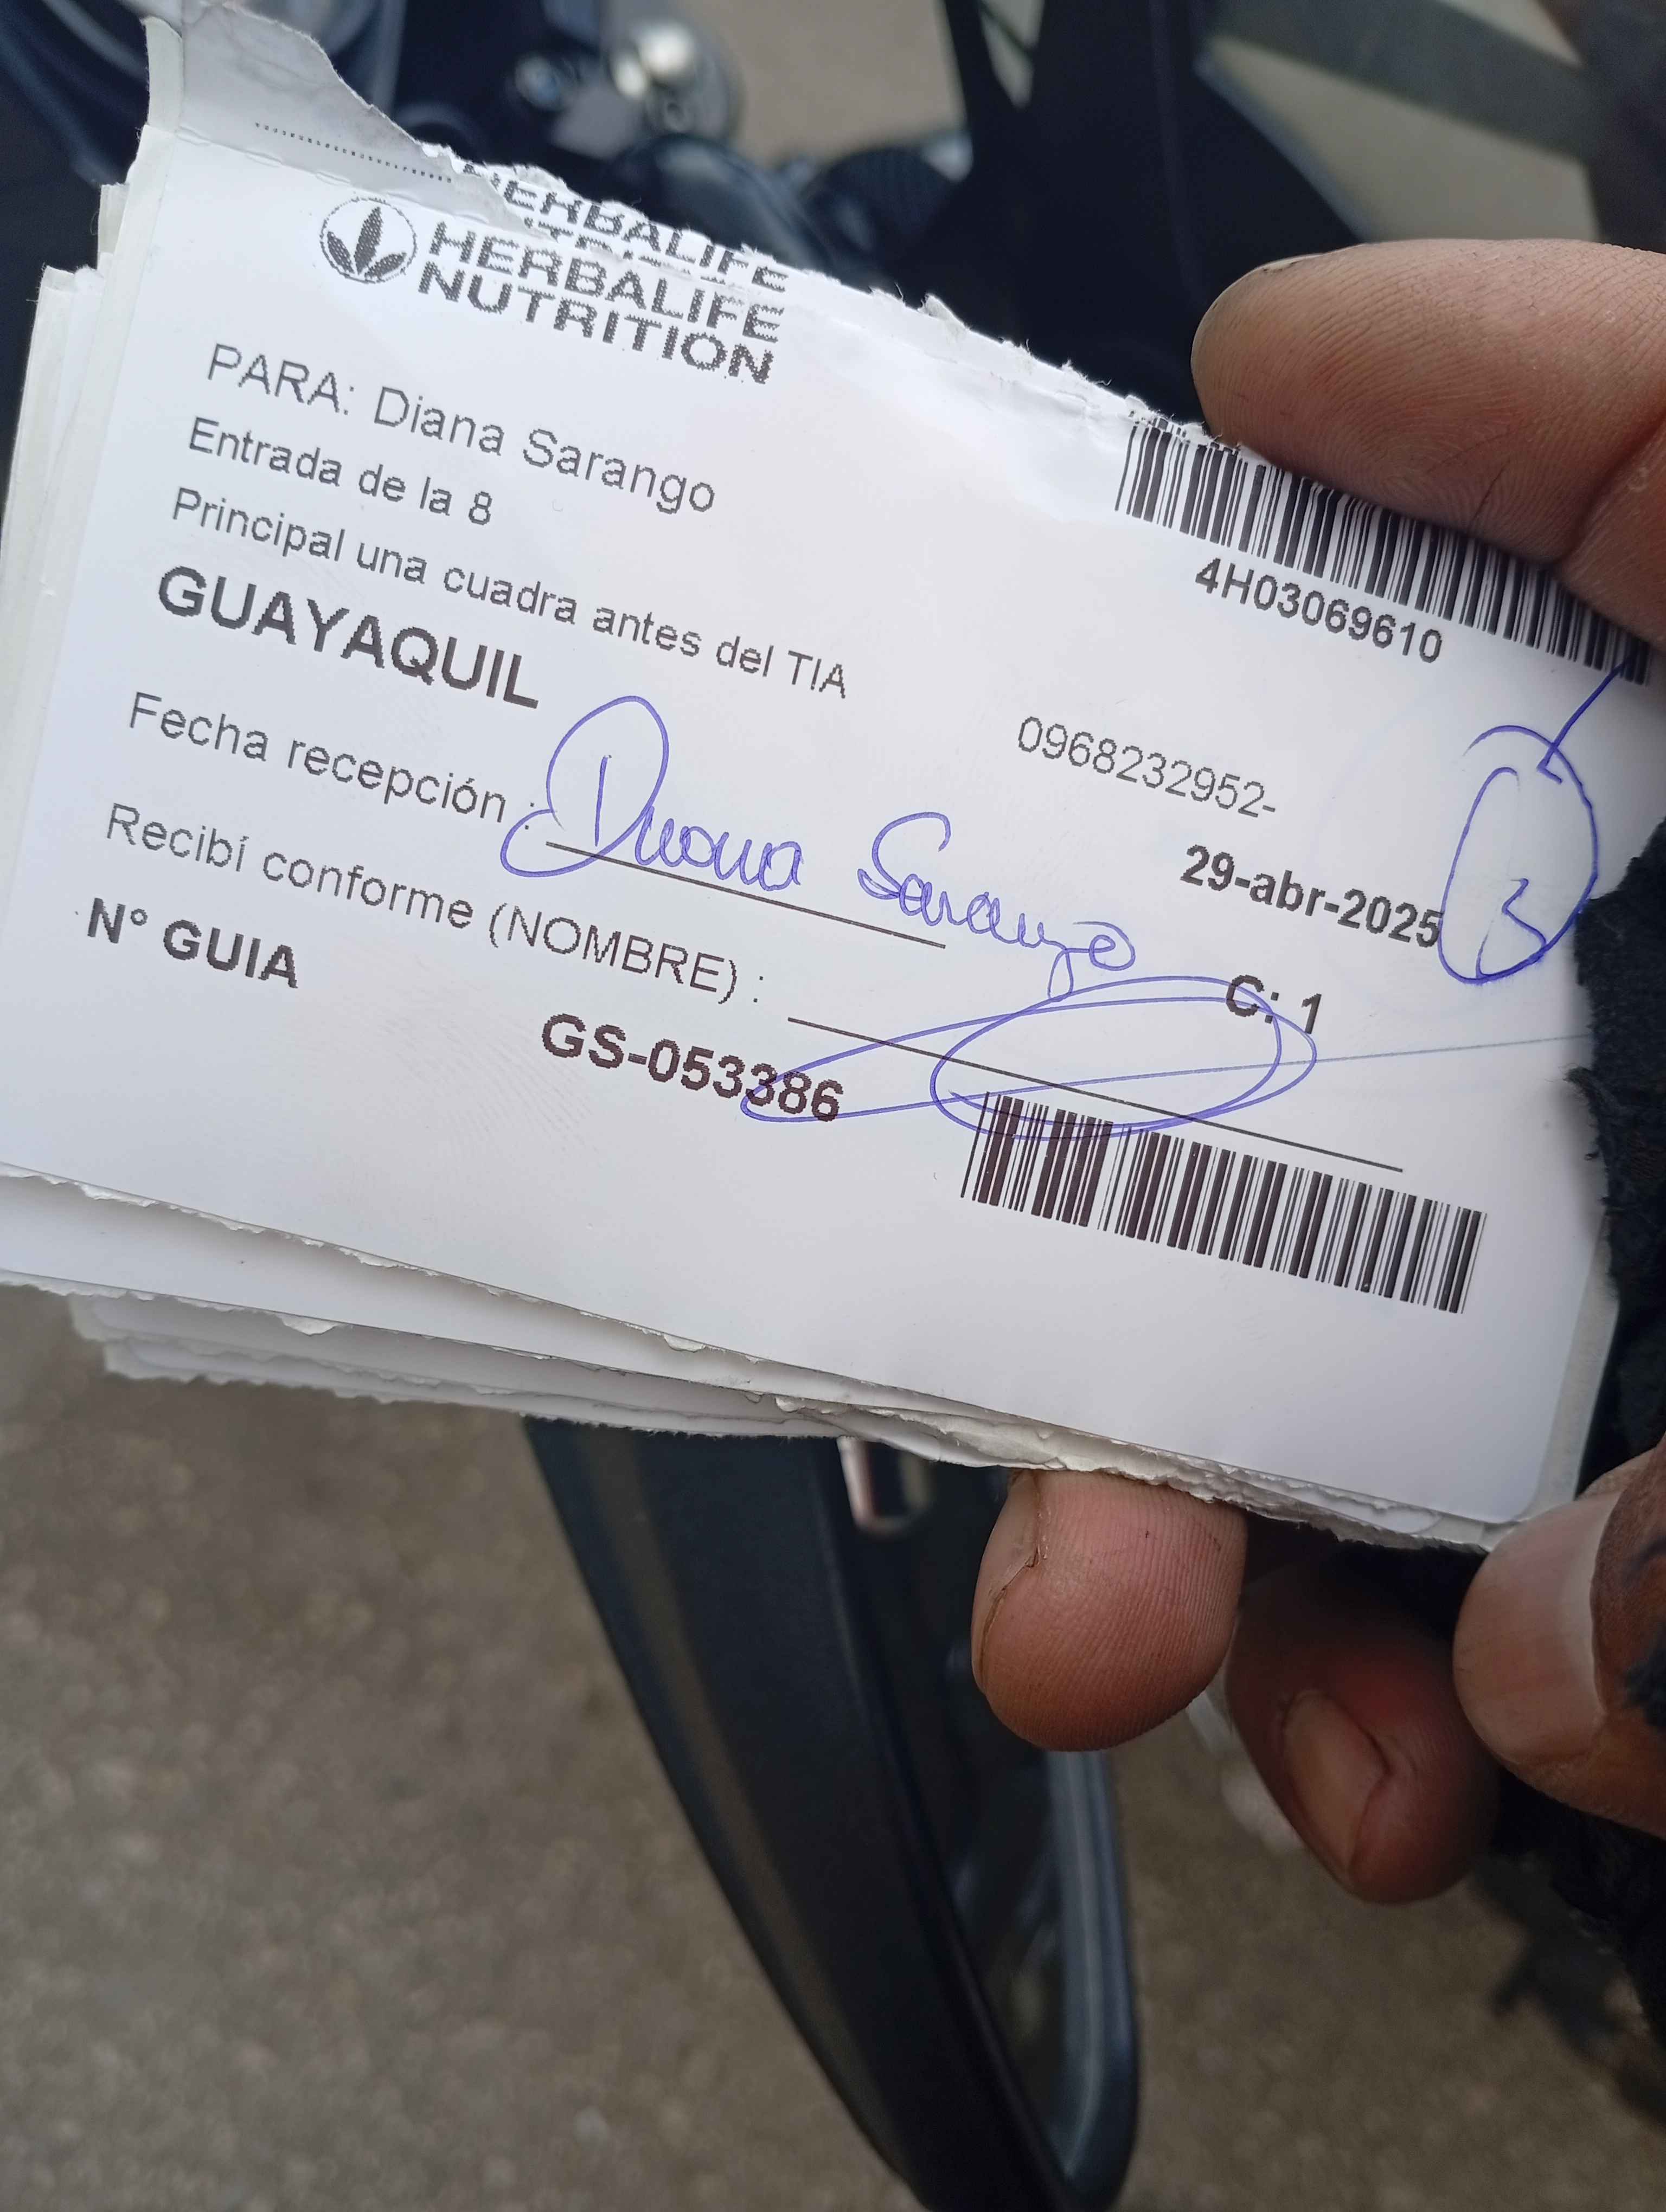 HERBALIFE
HERBALIFE
NUTRITION
PARA: Diana Sarango
Entrada de la 8
Principal una cuadra antes del TIA
GUAYAQUIL
4H03069610
0968232952-
Fecha recepción :
Diana Sarango
29-abr-2025
Recibí conforme (NOMBRE) :
C: 1
N° GUIA
GS-053386